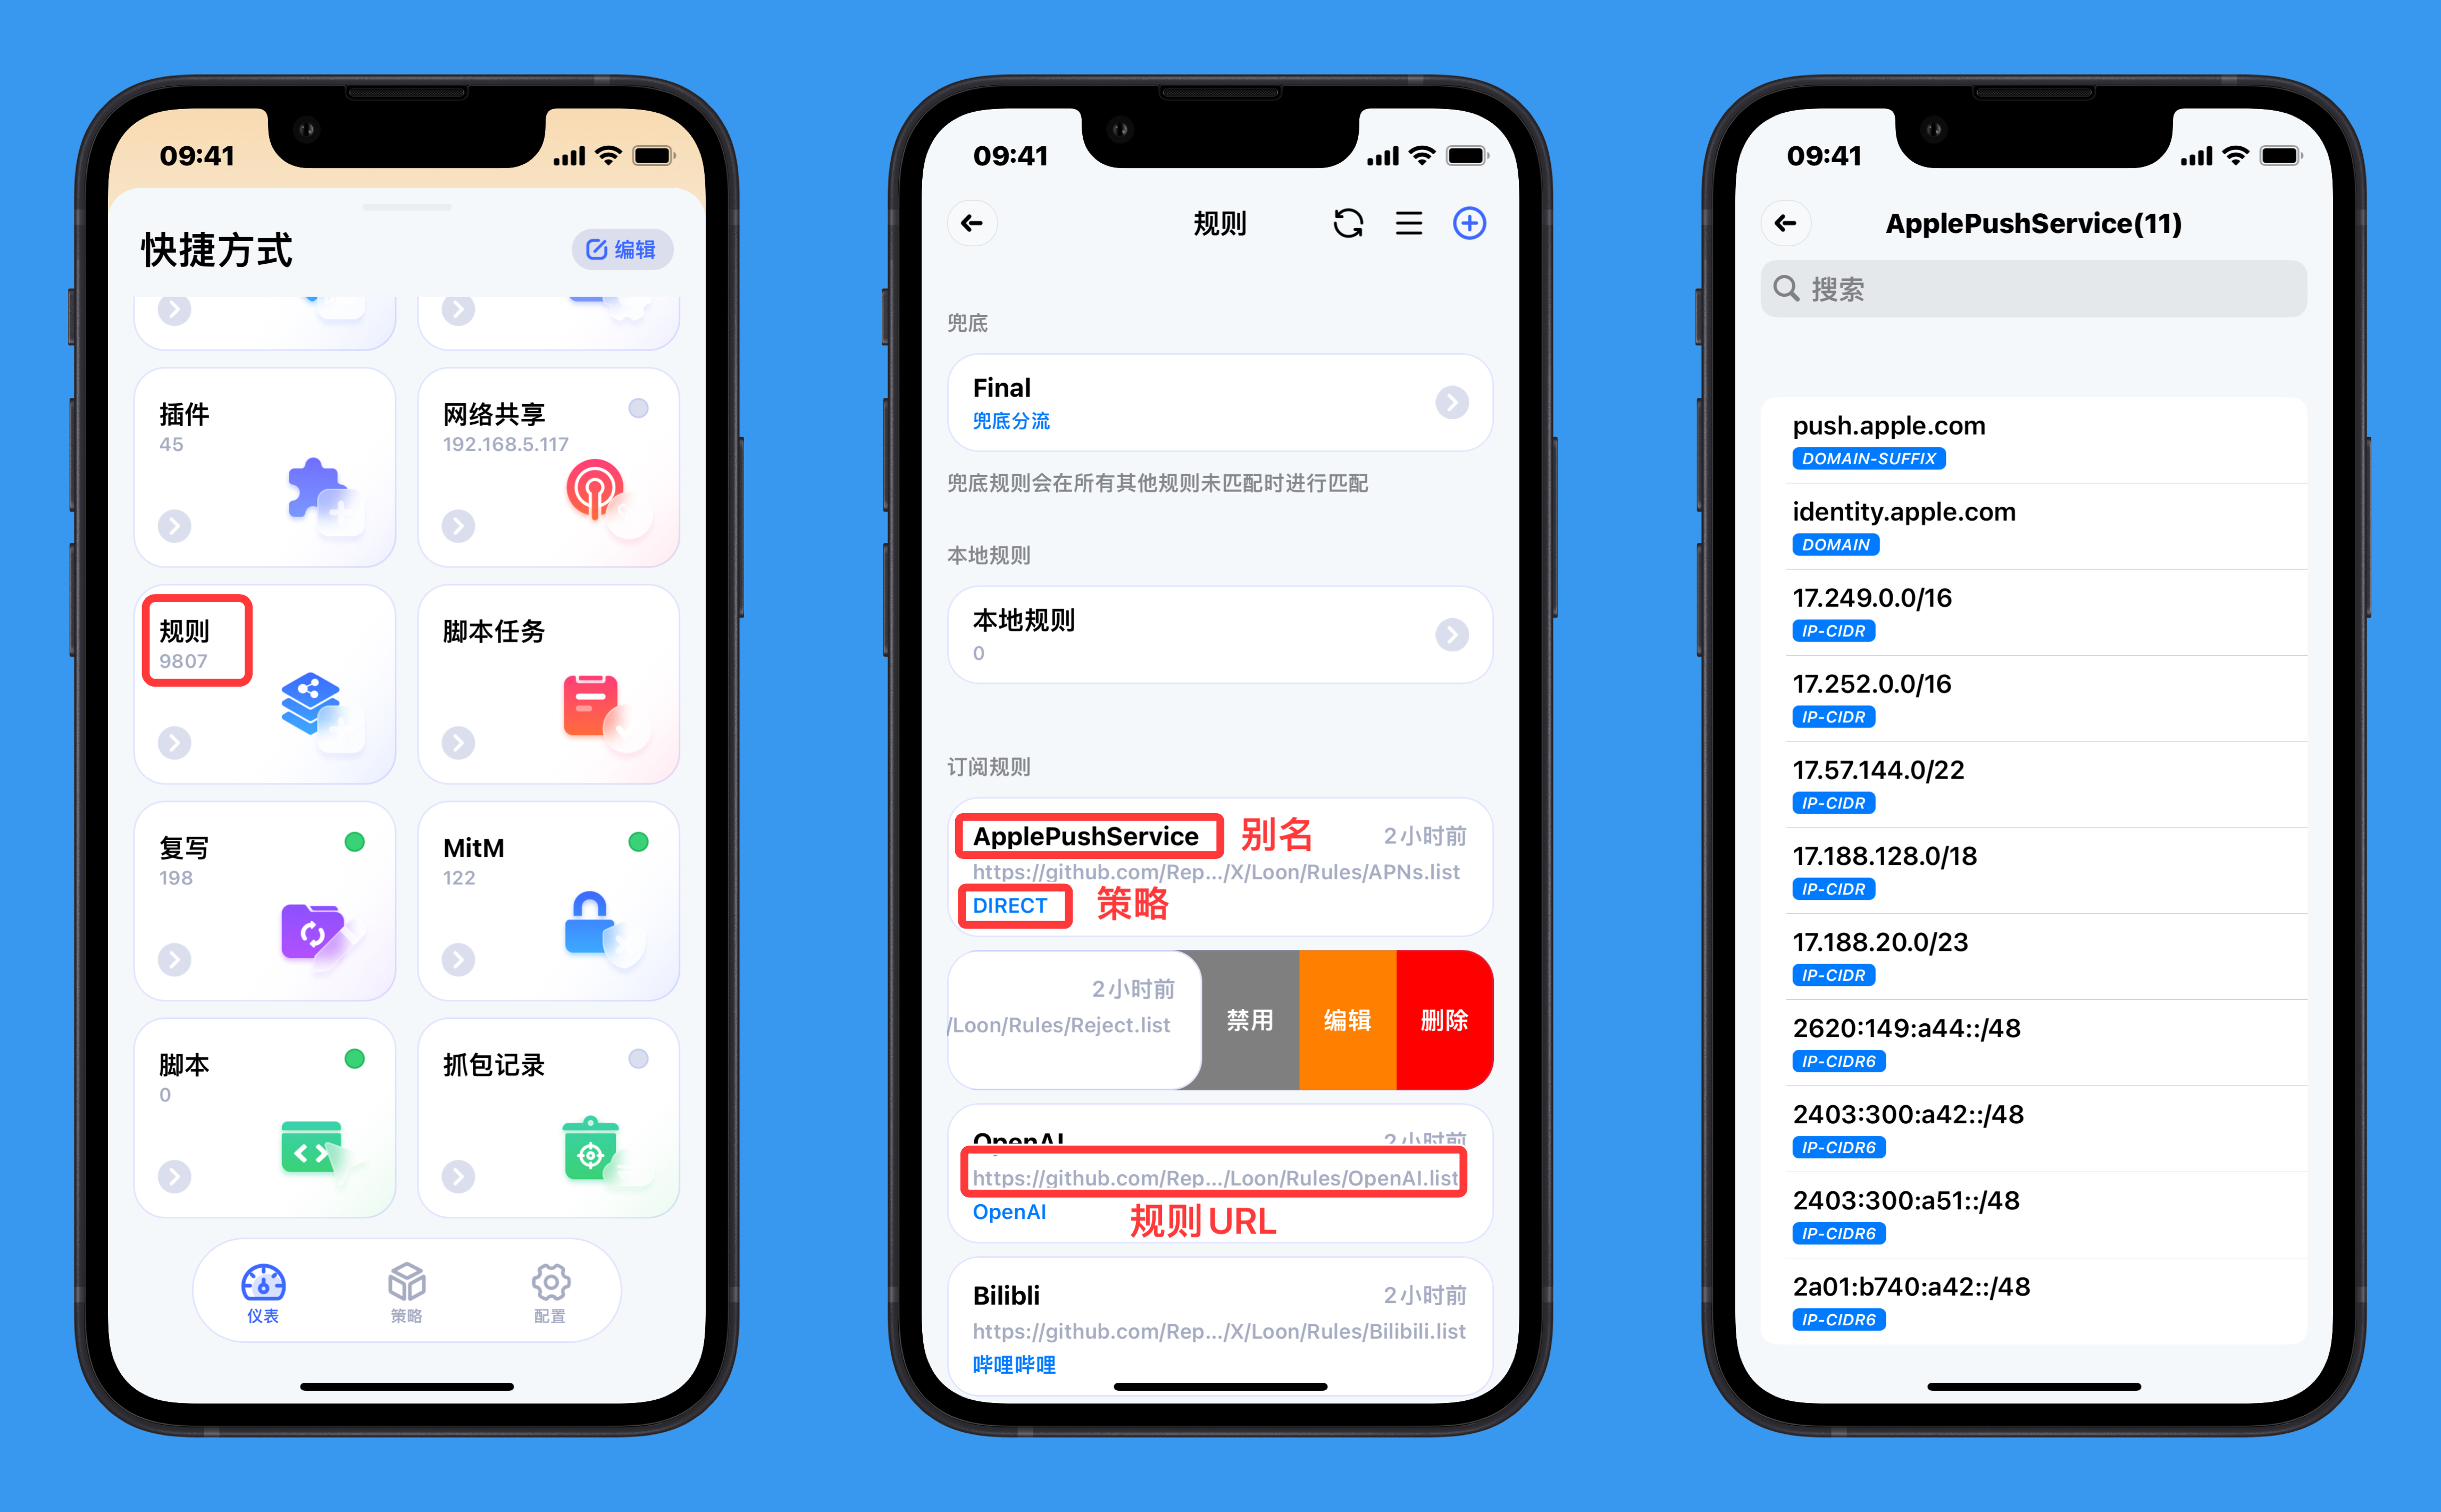 09:41
快捷方式
编辑
插件
45
网络共享
192.168.5.117
规则
9807
脚本任务
复写
198
MitM
122
脚本
0
抓包记录
仪表
策略
配置
09:41
规则
兜底
Final
兜底分流
兜底规则会在所有其他规则未匹配时进行匹配
本地规则
本地规则
0
订阅规则
ApplePushService 别名 2小时前
https://github.com/Rep.../X/Loon/Rules/APNs.list
DIRECT 策略
2小时前
/Loon/Rules/Reject.list
禁用 编辑 删除
OpenAI 2小时前
https://github.com/Rep.../Loon/Rules/OpenAI.list
OpenAI
规则URL
Bilibli 2小时前
https://github.com/Rep.../X/Loon/Rules/Bilibili.list
哔哩哔哩
09:41
ApplePushService(11)
搜索
push.apple.com
DOMAIN-SUFFIX
identity.apple.com
DOMAIN
17.249.0.0/16
IP-CIDR
17.252.0.0/16
IP-CIDR
17.57.144.0/22
IP-CIDR
17.188.128.0/18
IP-CIDR
17.188.20.0/23
IP-CIDR
2620:149:a44::/48
IP-CIDR6
2403:300:a42::/48
IP-CIDR6
2403:300:a51::/48
IP-CIDR6
2a01:b740:a42::/48
IP-CIDR6